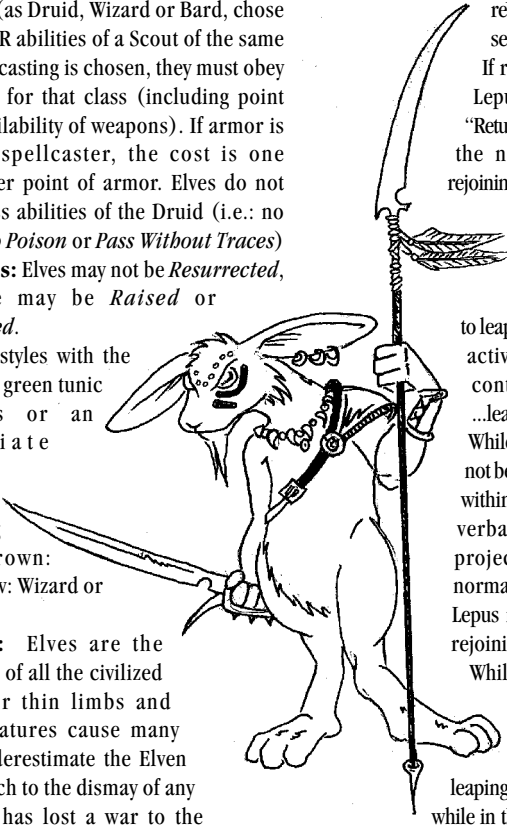 (as Druid, Wizard or Bard, chose
R abilities of a Scout of the same
casting is chosen, they must obey
for that class (including point
ilability of weapons). If armor is
spellcaster, the cost is one
er point of armor. Elves do not
s abilities of the Druid (i.e.: no
Poison or Pass Without Traces)
s: Elves may not be Resurrected,
e may be Raised or
ed.
styles with the
green tunic
s or an
iate
rown:
w: Wizard or
: Elves are the
of all the civilized
r thin limbs and
atures cause many
derestimate the Elven
ch to the dismay of any
has lost a war to the
re
se
If r
Lepu
“Retu
the n
rejoinin
to leap
activ
cont
...lea
While
not be
within
verba
projec
norma
Lepus
rejoini
Whil
leaping
while in th